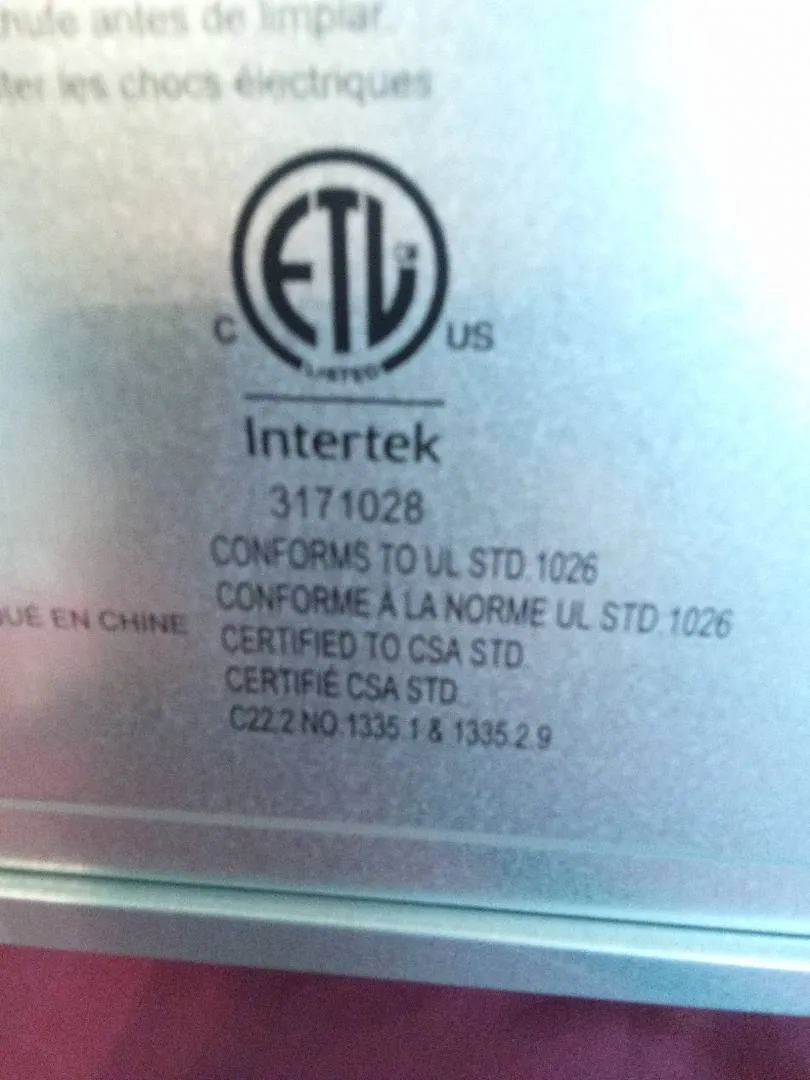 chufe antes de limpiar.
les chocs électriques
ETL
CM
C
US
LISTED
Intertek
3171028
CONFORMS TO UL STD. 1026
CONFORME À LA NORME UL STD. 1026
UÉ EN CHINE
CERTIFIED TO CSA STD.
CERTIFIÉ CSA STD.
C22.2 NO. 1335.1 & 1335.2.9